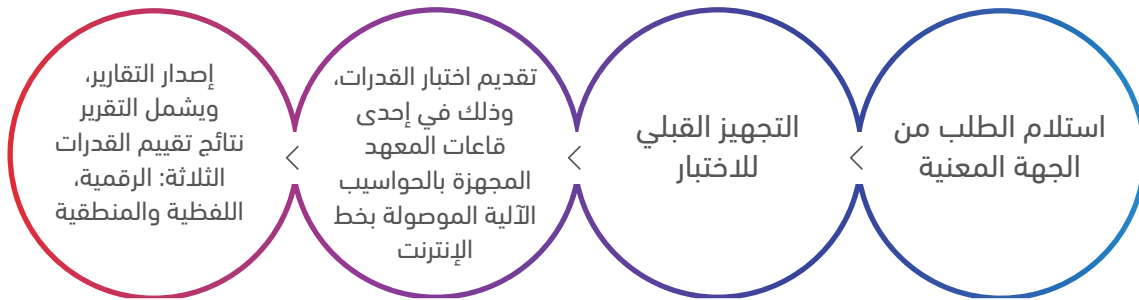 استلام الطلب من
الجهة المعنية
التجهيز القبلي
للاختبار
تقديم اختبار القدرات،
وذلك في إحدى
قاعات المعهد
المجهزة بالحواسيب
الآلية الموصولة بخط
الإنترنت
إصدار التقارير،
ويشمل التقرير
نتائج تقييم القدرات
الثلاثة: الرقمية،
اللفظية والمنطقية